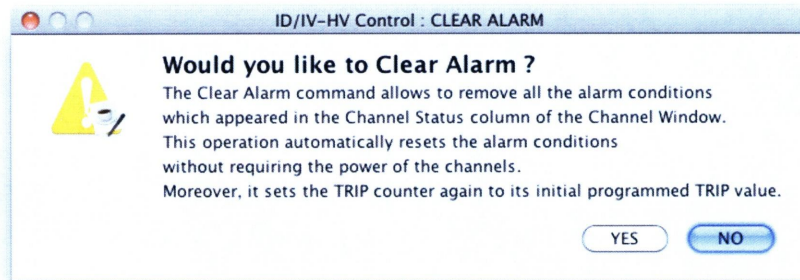 ID/IV-HV Control : CLEAR ALARM
Would you like to Clear Alarm ?
The Clear Alarm command allows to remove all the alarm conditions
which appeared in the Channel Status column of the Channel Window.
This operation automatically resets the alarm conditions
without requiring the power of the channels.
Moreover, it sets the TRIP counter again to its initial programmed TRIP value.
YES NO